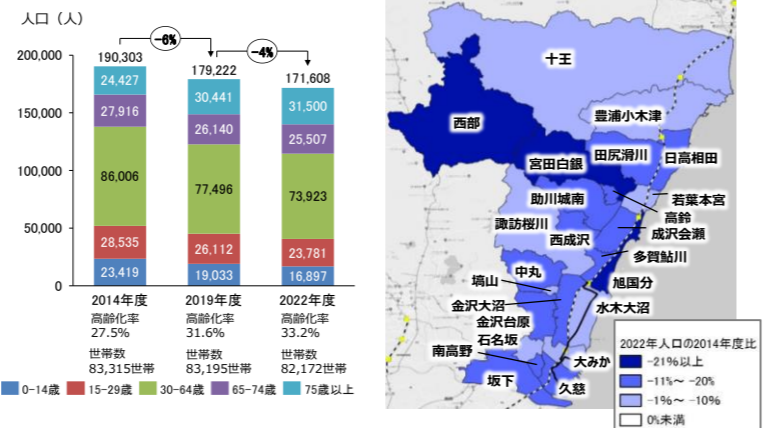 人口（人）
-6%
-4%
200,000
150,000
100,000
50,000
0
190,303
24,427
27,916
86,006
28,535
23,419
179,222
30,441
26,140
77,496
26,112
19,033
171,608
31,500
25,507
73,923
23,781
16,897
2014年度
高齢化率
27.5%
世帯数
83,315世帯
2019年度
高齢化率
31.6%
世帯数
83,195世帯
2022年度
高齢化率
33.2%
世帯数
82,172世帯
0-14歳
15-29歳
30-64歳
65-74歳
75歳以上
十王
西部
豊浦小木津
宮田白銀
田尻滑川
日高相田
助川城南
若葉本宮
高鈴
諏訪桜川
成沢会瀬
西成沢
多賀鮎川
中丸
旭国分
塙山
水木大沼
金沢大沼
金沢台原
石名坂
南高野
大みか
坂下
久慈
2022年人口の2014年度比
-21%以上
-11%～ -20%
-1%～ -10%
0%未満